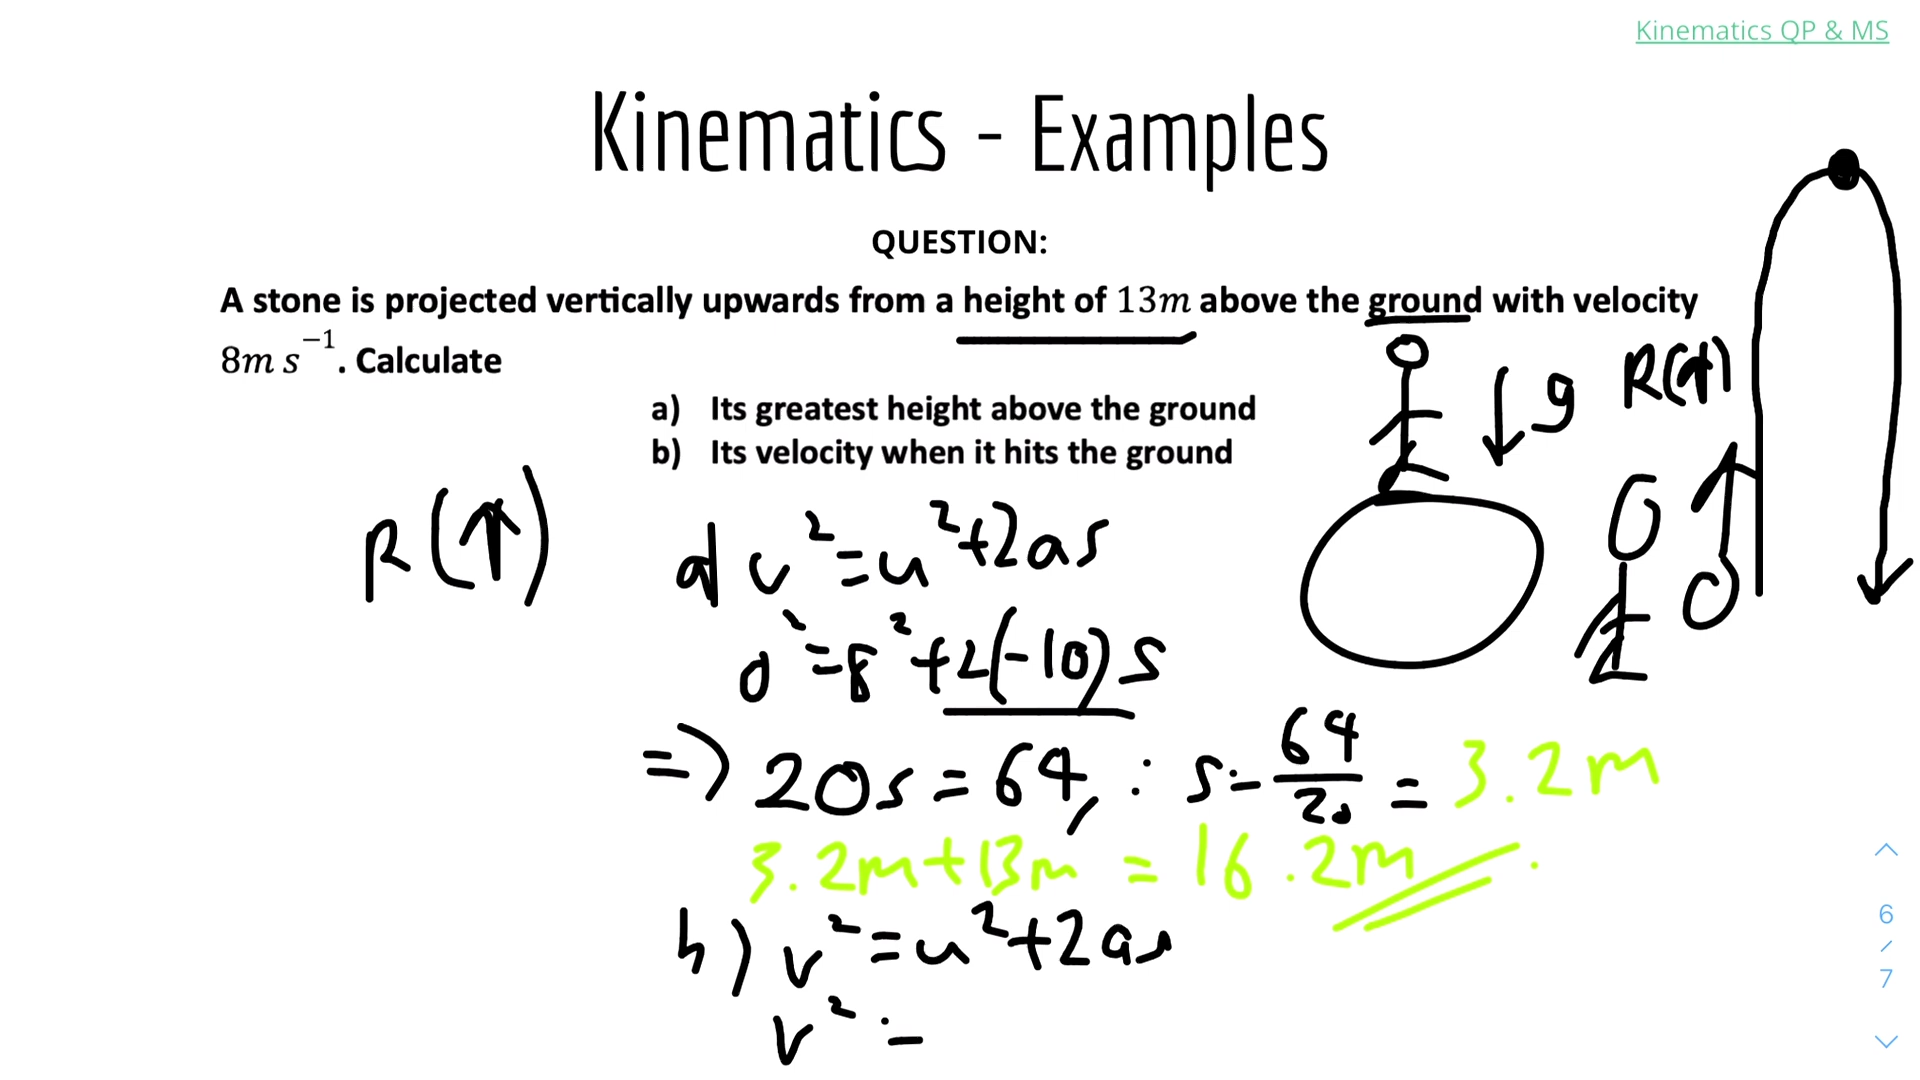 Kinematics QP & MS
Kinematics - Examples
QUESTION:
A stone is projected vertically upwards from a height of 13m above the ground with velocity
8m s⁻¹. Calculate
a) Its greatest height above the ground
b) Its velocity when it hits the ground
g
R(↑)
R(↑)
a) v² = u² + 2as
0² = 8² + 2(-10)s
=> 20s = 64, ∴ s = 64/20 = 3.2m
3.2m + 13m = 16.2m
b) v² = u² + 2as
v² =
6
/
7